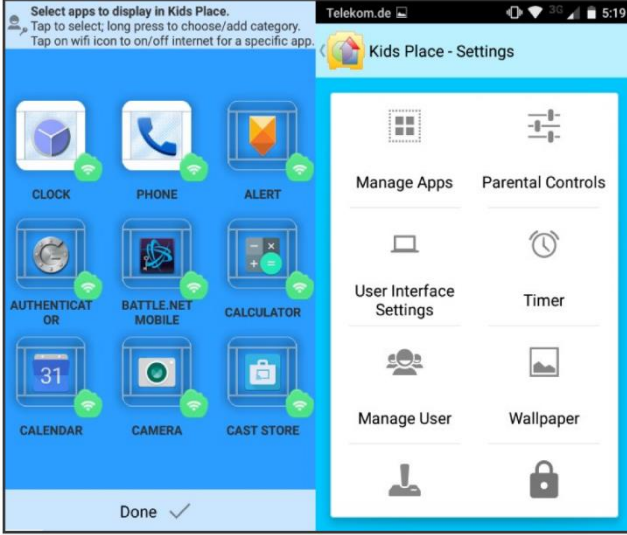 Select apps to display in Kids Place.
Tap to select; long press to choose/add category.
Tap on wifi icon to on/off internet for a specific app.
CLOCK
PHONE
ALERT
AUTHENTICAT
OR
BATTLE.NET
MOBILE
CALCULATOR
31
CALENDAR
CAMERA
CAST STORE
Done
Telekom.de
3G
5:19
Kids Place - Settings
Manage Apps
Parental Controls
User Interface
Settings
Timer
Manage User
Wallpaper